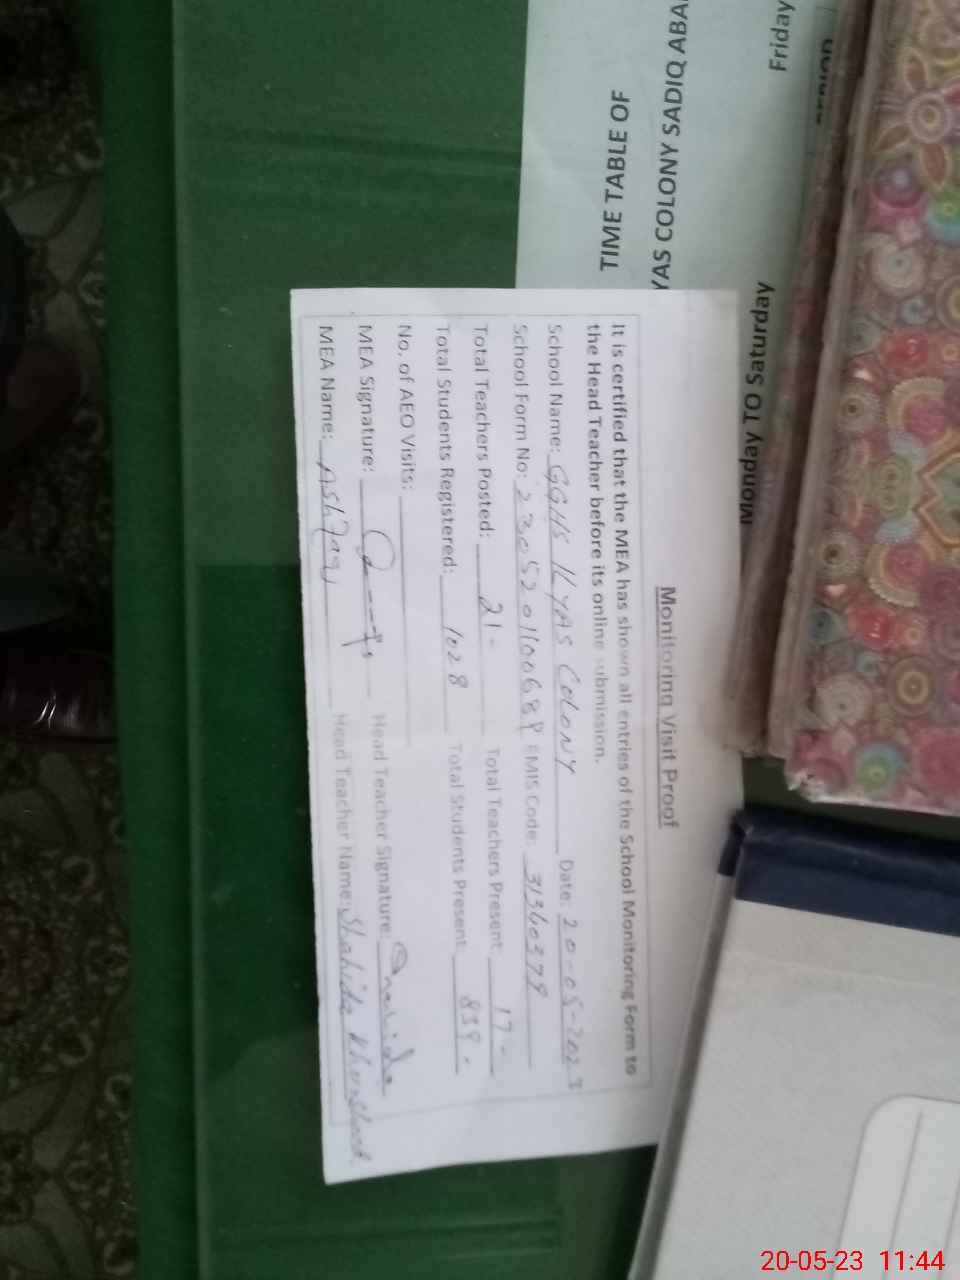 TIME TABLE OF
YAS COLONY SADIQ ABA
Monday TO Saturday
Friday
PERIOD
Monitoring Visit Proof
It is certified that the MEA has shown all entries of the School Monitoring Form to
the Head Teacher before its online submission.
School Name: GGHS ILYAS COLONY Date: 20-05-2023
School Form No: EMIS Code: 31340379
Total Teachers Posted: 21- Total Teachers Present: 17-
Total Students Registered: 1028 Total Students Present: 839-
No. of AEO Visits:
MEA Signature: Head Teacher Signature: Shahida
MEA Name: Ashfaq Head Teacher Name: Shahida Khursheed
20-05-23 11:44